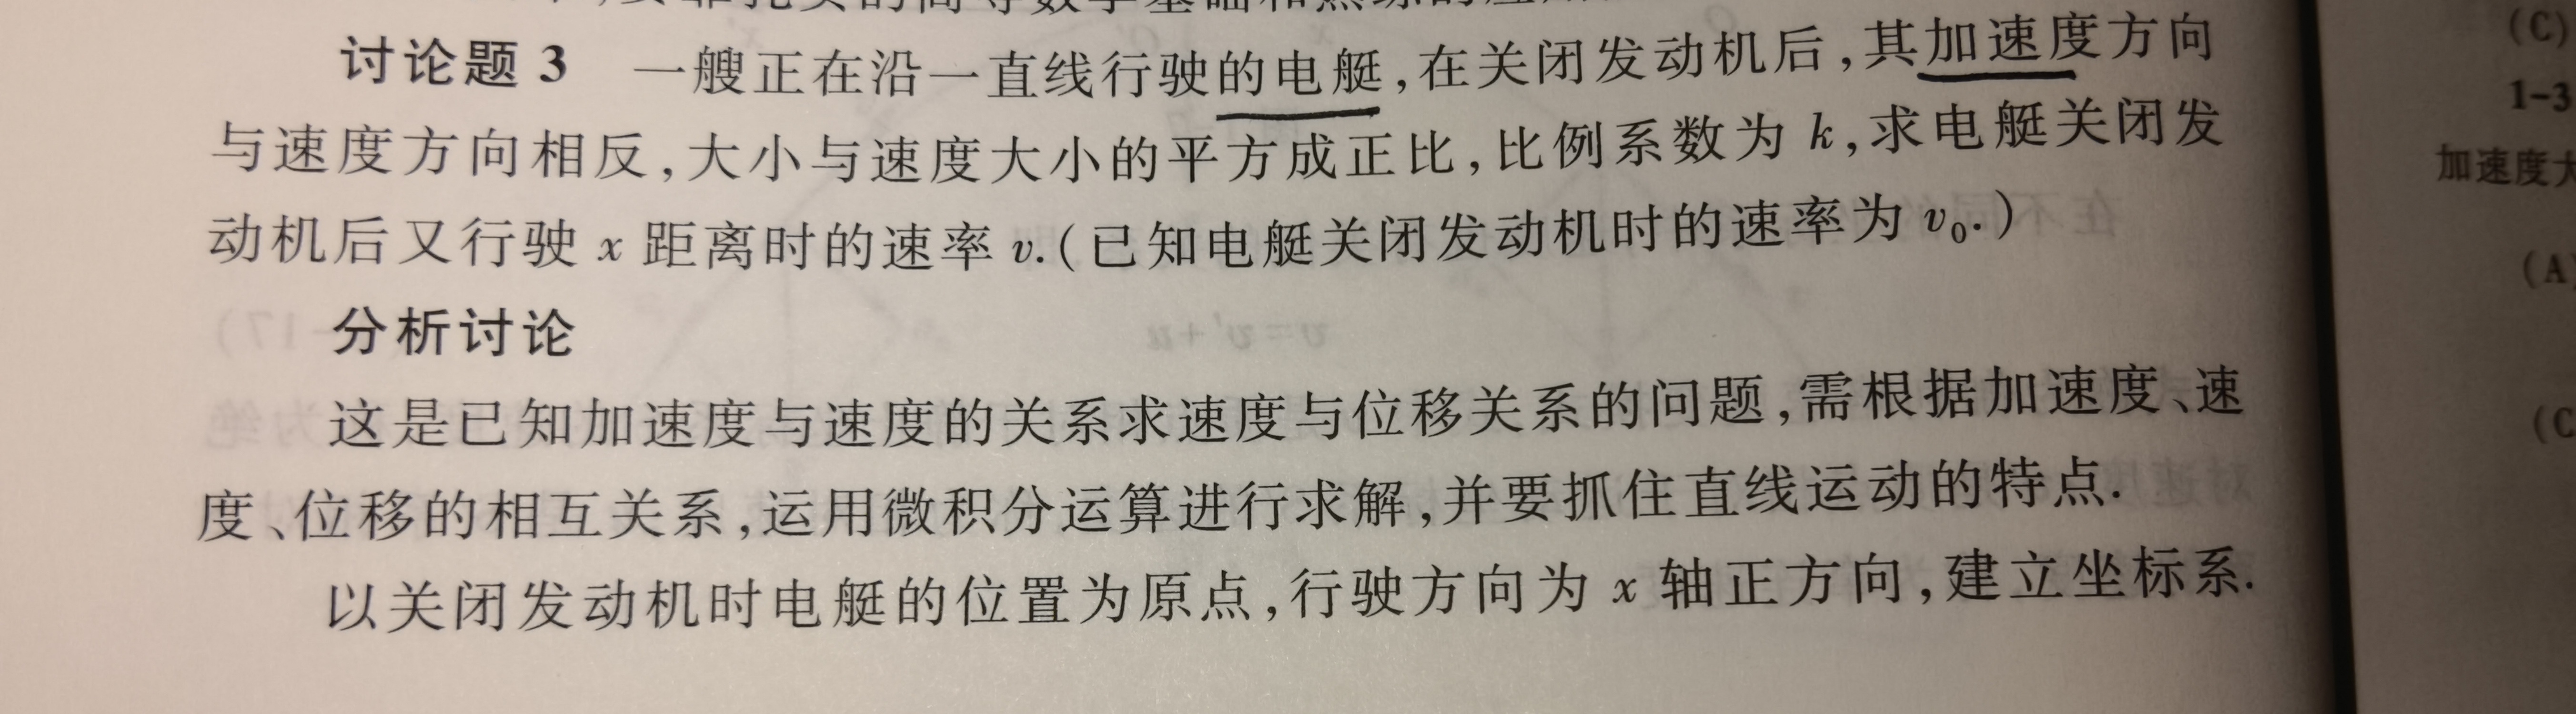 讨论题 3 一艘正在沿一直线行驶的电艇,在关闭发动机后,其加速度方向
与速度方向相反,大小与速度大小的平方成正比,比例系数为 k,求电艇关闭发
动机后又行驶 x 距离时的速率 v.(已知电艇关闭发动机时的速率为 v₀.)
分析讨论
这是已知加速度与速度的关系求速度与位移关系的问题,需根据加速度、速
度、位移的相互关系,运用微积分运算进行求解,并要抓住直线运动的特点.
以关闭发动机时电艇的位置为原点,行驶方向为 x 轴正方向,建立坐标系.
(C)
1-3
加速度大
(A)
(C